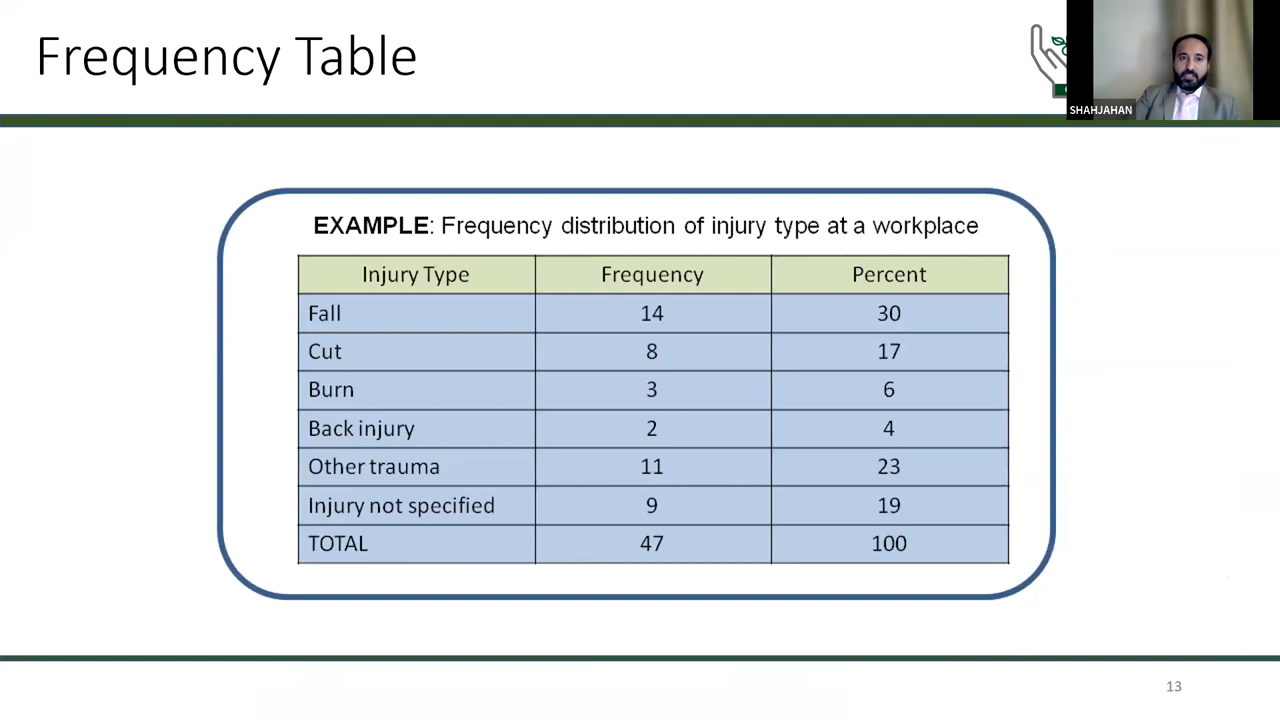 Frequency Table
SHAHJAHAN
EXAMPLE: Frequency distribution of injury type at a workplace
Injury Type Frequency Percent
Fall 14 30
Cut 8 17
Burn 3 6
Back injury 2 4
Other trauma 11 23
Injury not specified 9 19
TOTAL 47 100
13